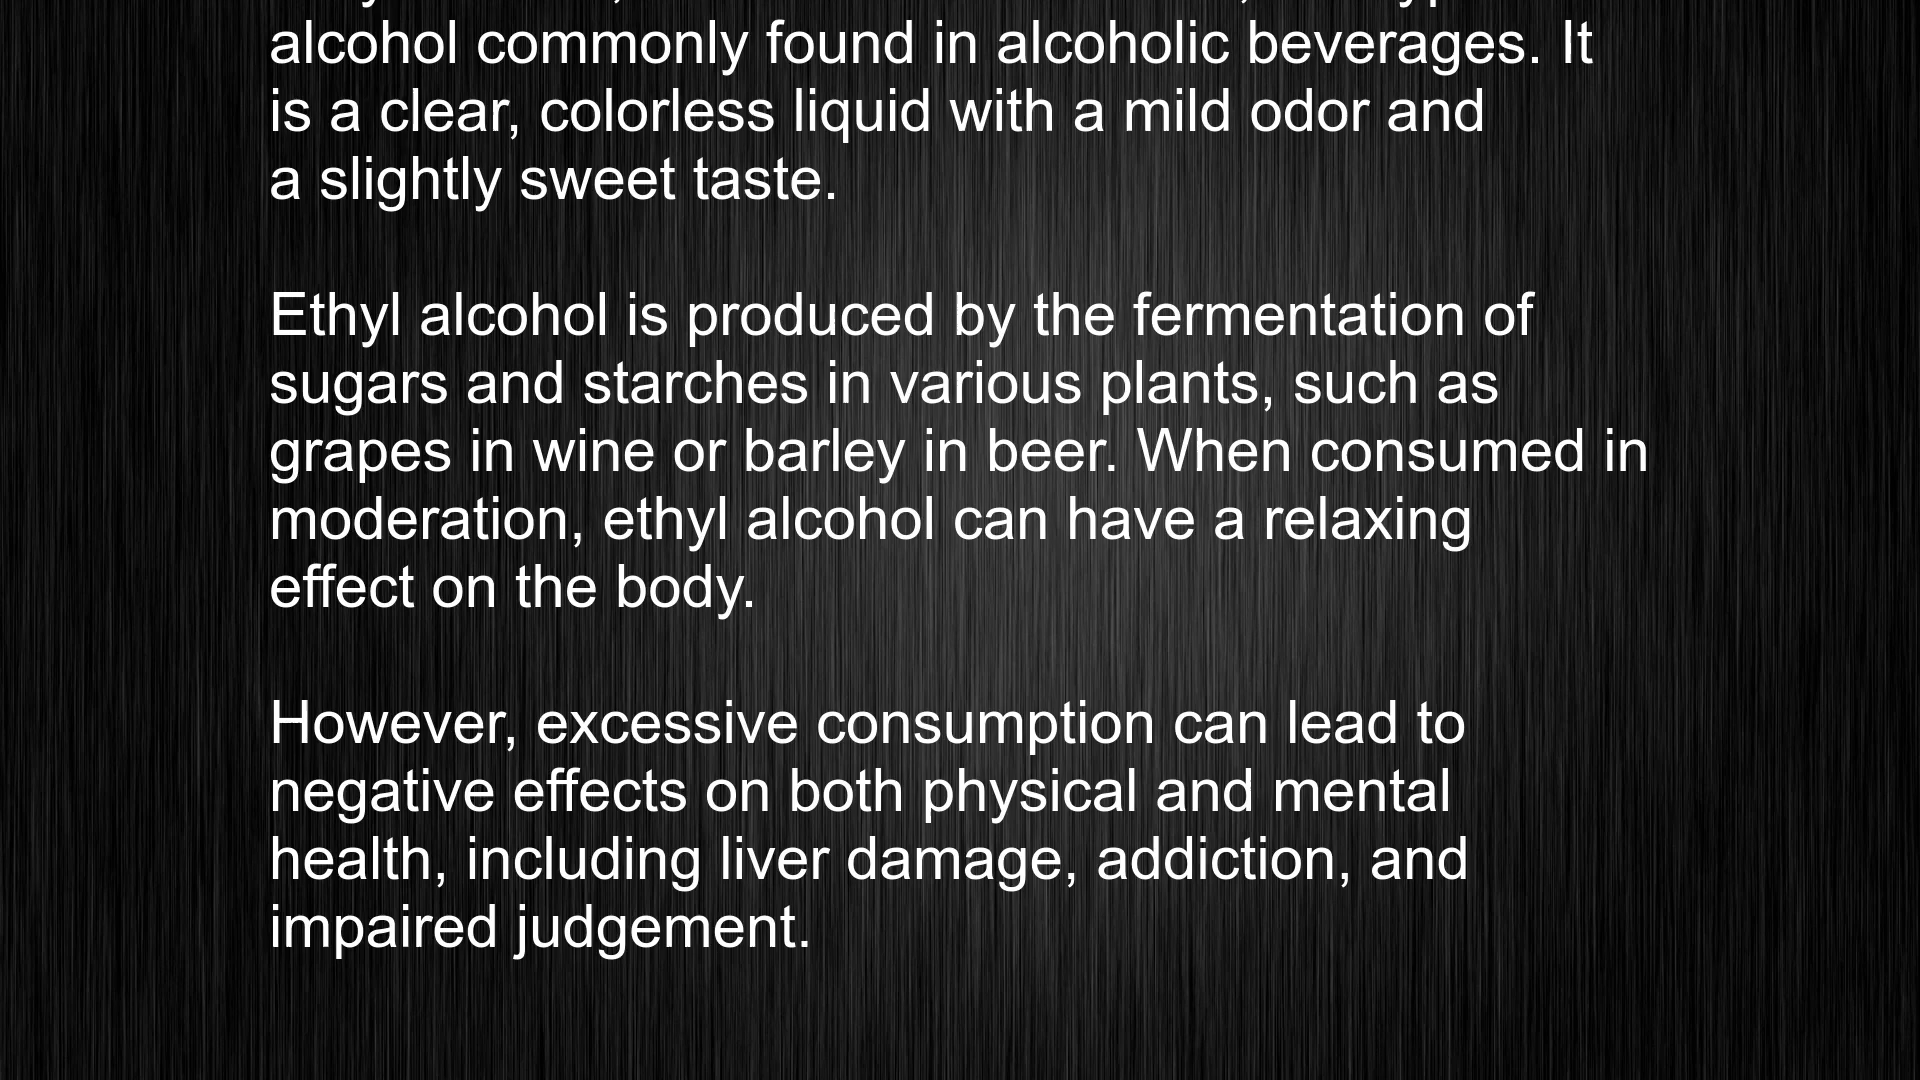 alcohol commonly found in alcoholic beverages. It
is a clear, colorless liquid with a mild odor and
a slightly sweet taste.
Ethyl alcohol is produced by the fermentation of
sugars and starches in various plants, such as
grapes in wine or barley in beer. When consumed in
moderation, ethyl alcohol can have a relaxing
effect on the body.
However, excessive consumption can lead to
negative effects on both physical and mental
health, including liver damage, addiction, and
impaired judgement.